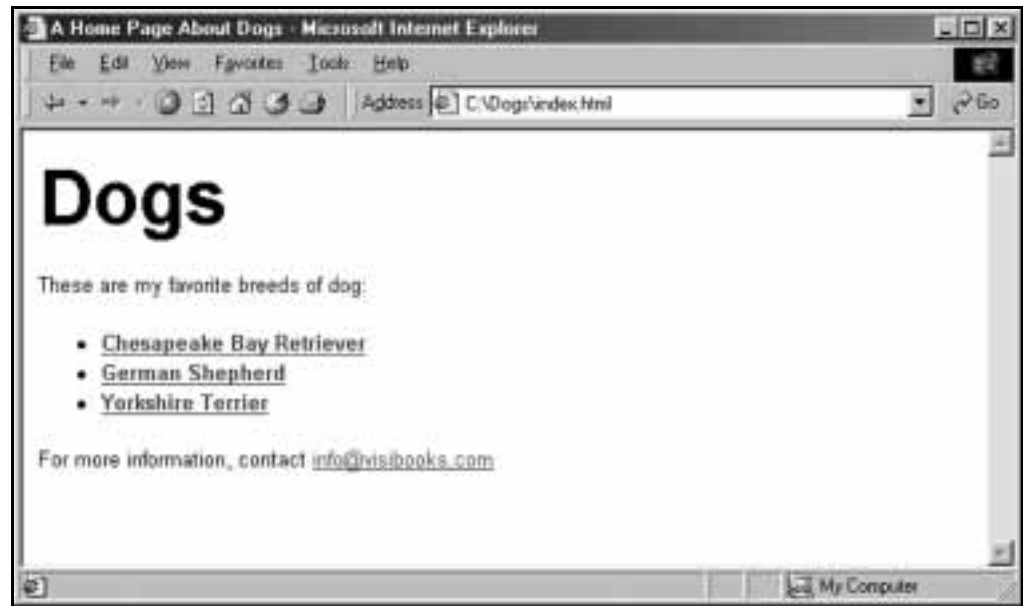 A Home Page About Dogs - Microsoft Internet Explorer
File Edit View Favorites Tools Help
Address C:\Dogs\index.html Go
Dogs
These are my favorite breeds of dog:
• Chesapeake Bay Retriever
• German Shepherd
• Yorkshire Terrier
For more information, contact info@visibooks.com
My Computer